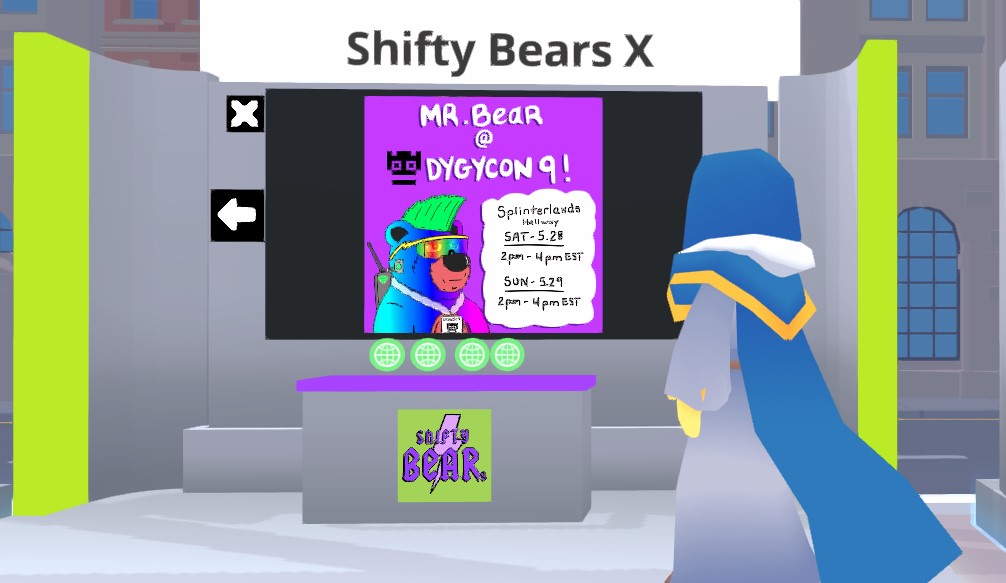 Shifty Bears X
MR. BEAR
@
DYGYCON 9!
Splinterlands
Hallway
SAT - 5.28
2pm - 4pm EST
SUN - 5.29
2pm - 4pm EST
SHIFTY
BEARs